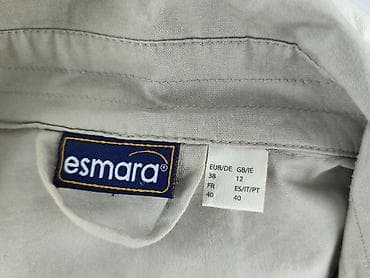 esmara®
EUR/DE GB/IE
38 12
FR ES/IT/PT
40 40